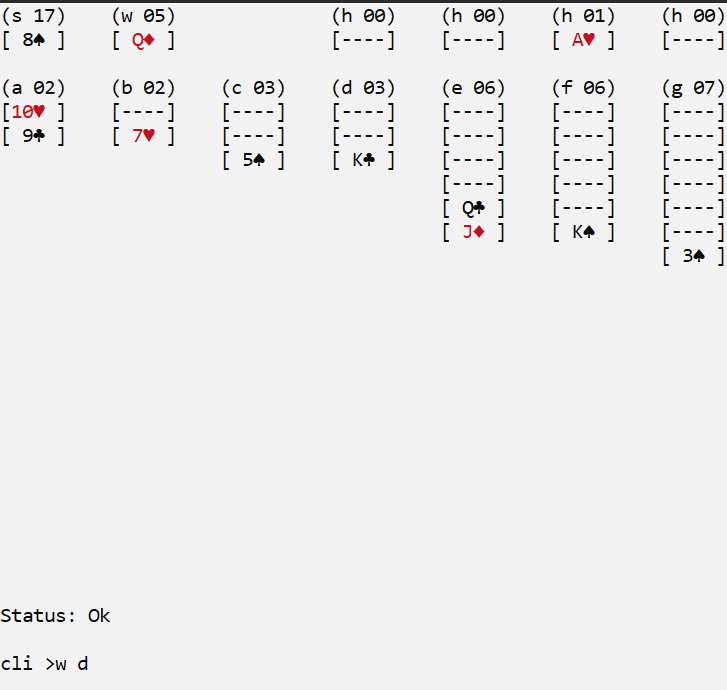 (s 17) (w 05) (h 00) (h 00) (h 01) (h 00)
[ 8♠ ] [ Q♦ ] [----] [----] [ A♥ ] [----]
(a 02) (b 02) (c 03) (d 03) (e 06) (f 06) (g 07)
[10♥ ] [----] [----] [----] [----] [----] [----]
[ 9♣ ] [ 7♥ ] [----] [----] [----] [----] [----]
[ 5♠ ] [ K♣ ] [----] [----] [----]
[----] [----] [----]
[ Q♣ ] [----] [----]
[ J♦ ] [ K♠ ] [----]
[ 3♠ ]
Status: Ok
cli >w d